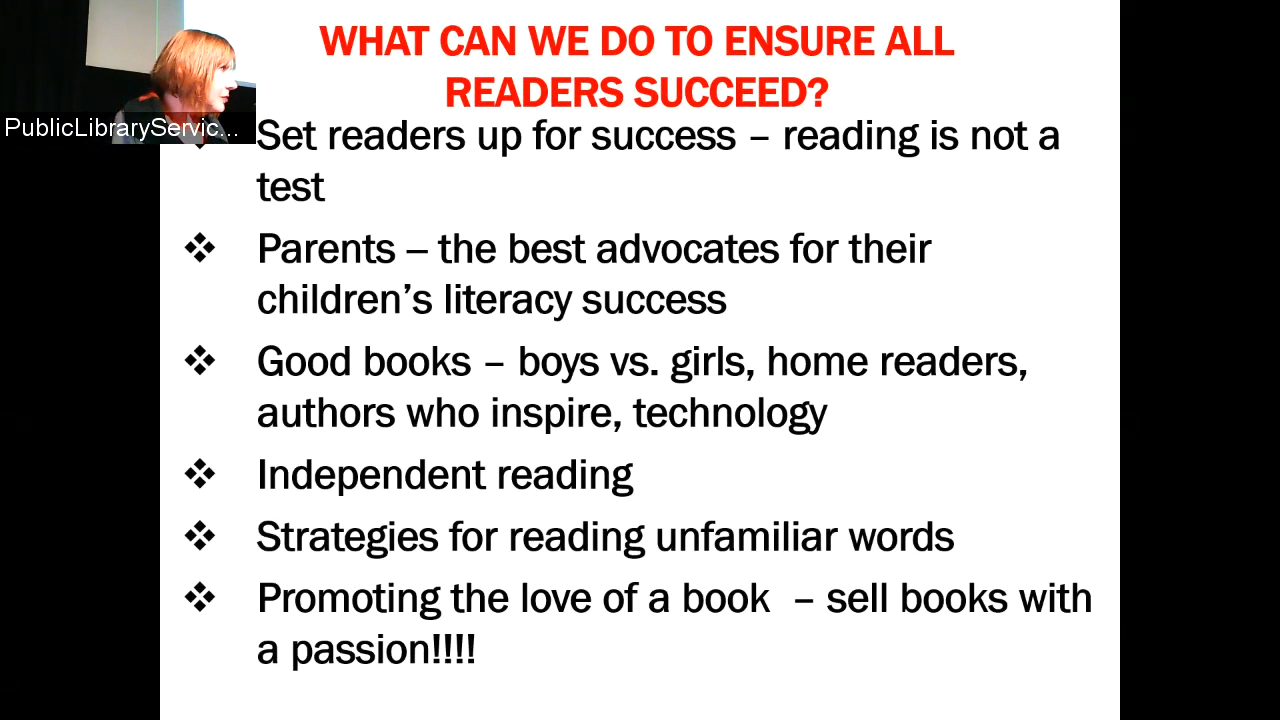 WHAT CAN WE DO TO ENSURE ALL
READERS SUCCEED?
PublicLibraryServic...
Set readers up for success – reading is not a
test
❖ Parents – the best advocates for their
children's literacy success
❖ Good books – boys vs. girls, home readers,
authors who inspire, technology
❖ Independent reading
❖ Strategies for reading unfamiliar words
❖ Promoting the love of a book – sell books with
a passion!!!!